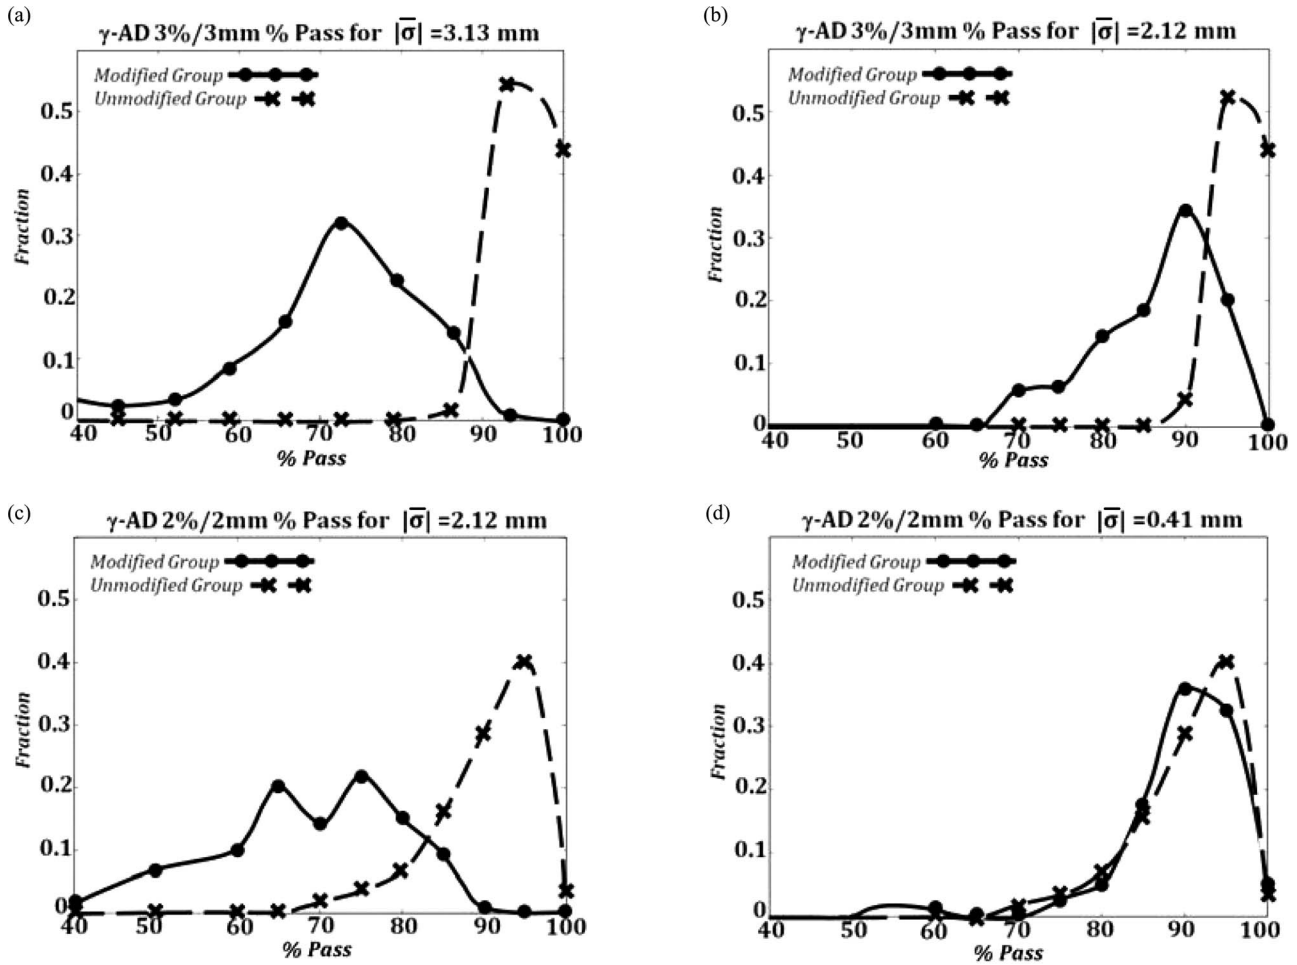 (a)
γ-AD 3%/3mm % Pass for |σ̅| =3.13 mm
Modified Group
Unmodified Group
0.5
0.4
0.3
0.2
0.1
0
Fraction
40 50 60 70 80 90 100
% Pass
(b)
γ-AD 3%/3mm % Pass for |σ̅| =2.12 mm
Modified Group
Unmodified Group
0.5
0.4
0.3
0.2
0.1
0
Fraction
40 50 60 70 80 90 100
% Pass
(c)
γ-AD 2%/2mm % Pass for |σ̅| =2.12 mm
Modified Group
Unmodified Group
0.5
0.4
0.3
0.2
0.1
0
Fraction
40 50 60 70 80 90 100
% Pass
(d)
γ-AD 2%/2mm % Pass for |σ̅| =0.41 mm
Modified Group
Unmodified Group
0.5
0.4
0.3
0.2
0.1
0
Fraction
40 50 60 70 80 90 100
% Pass